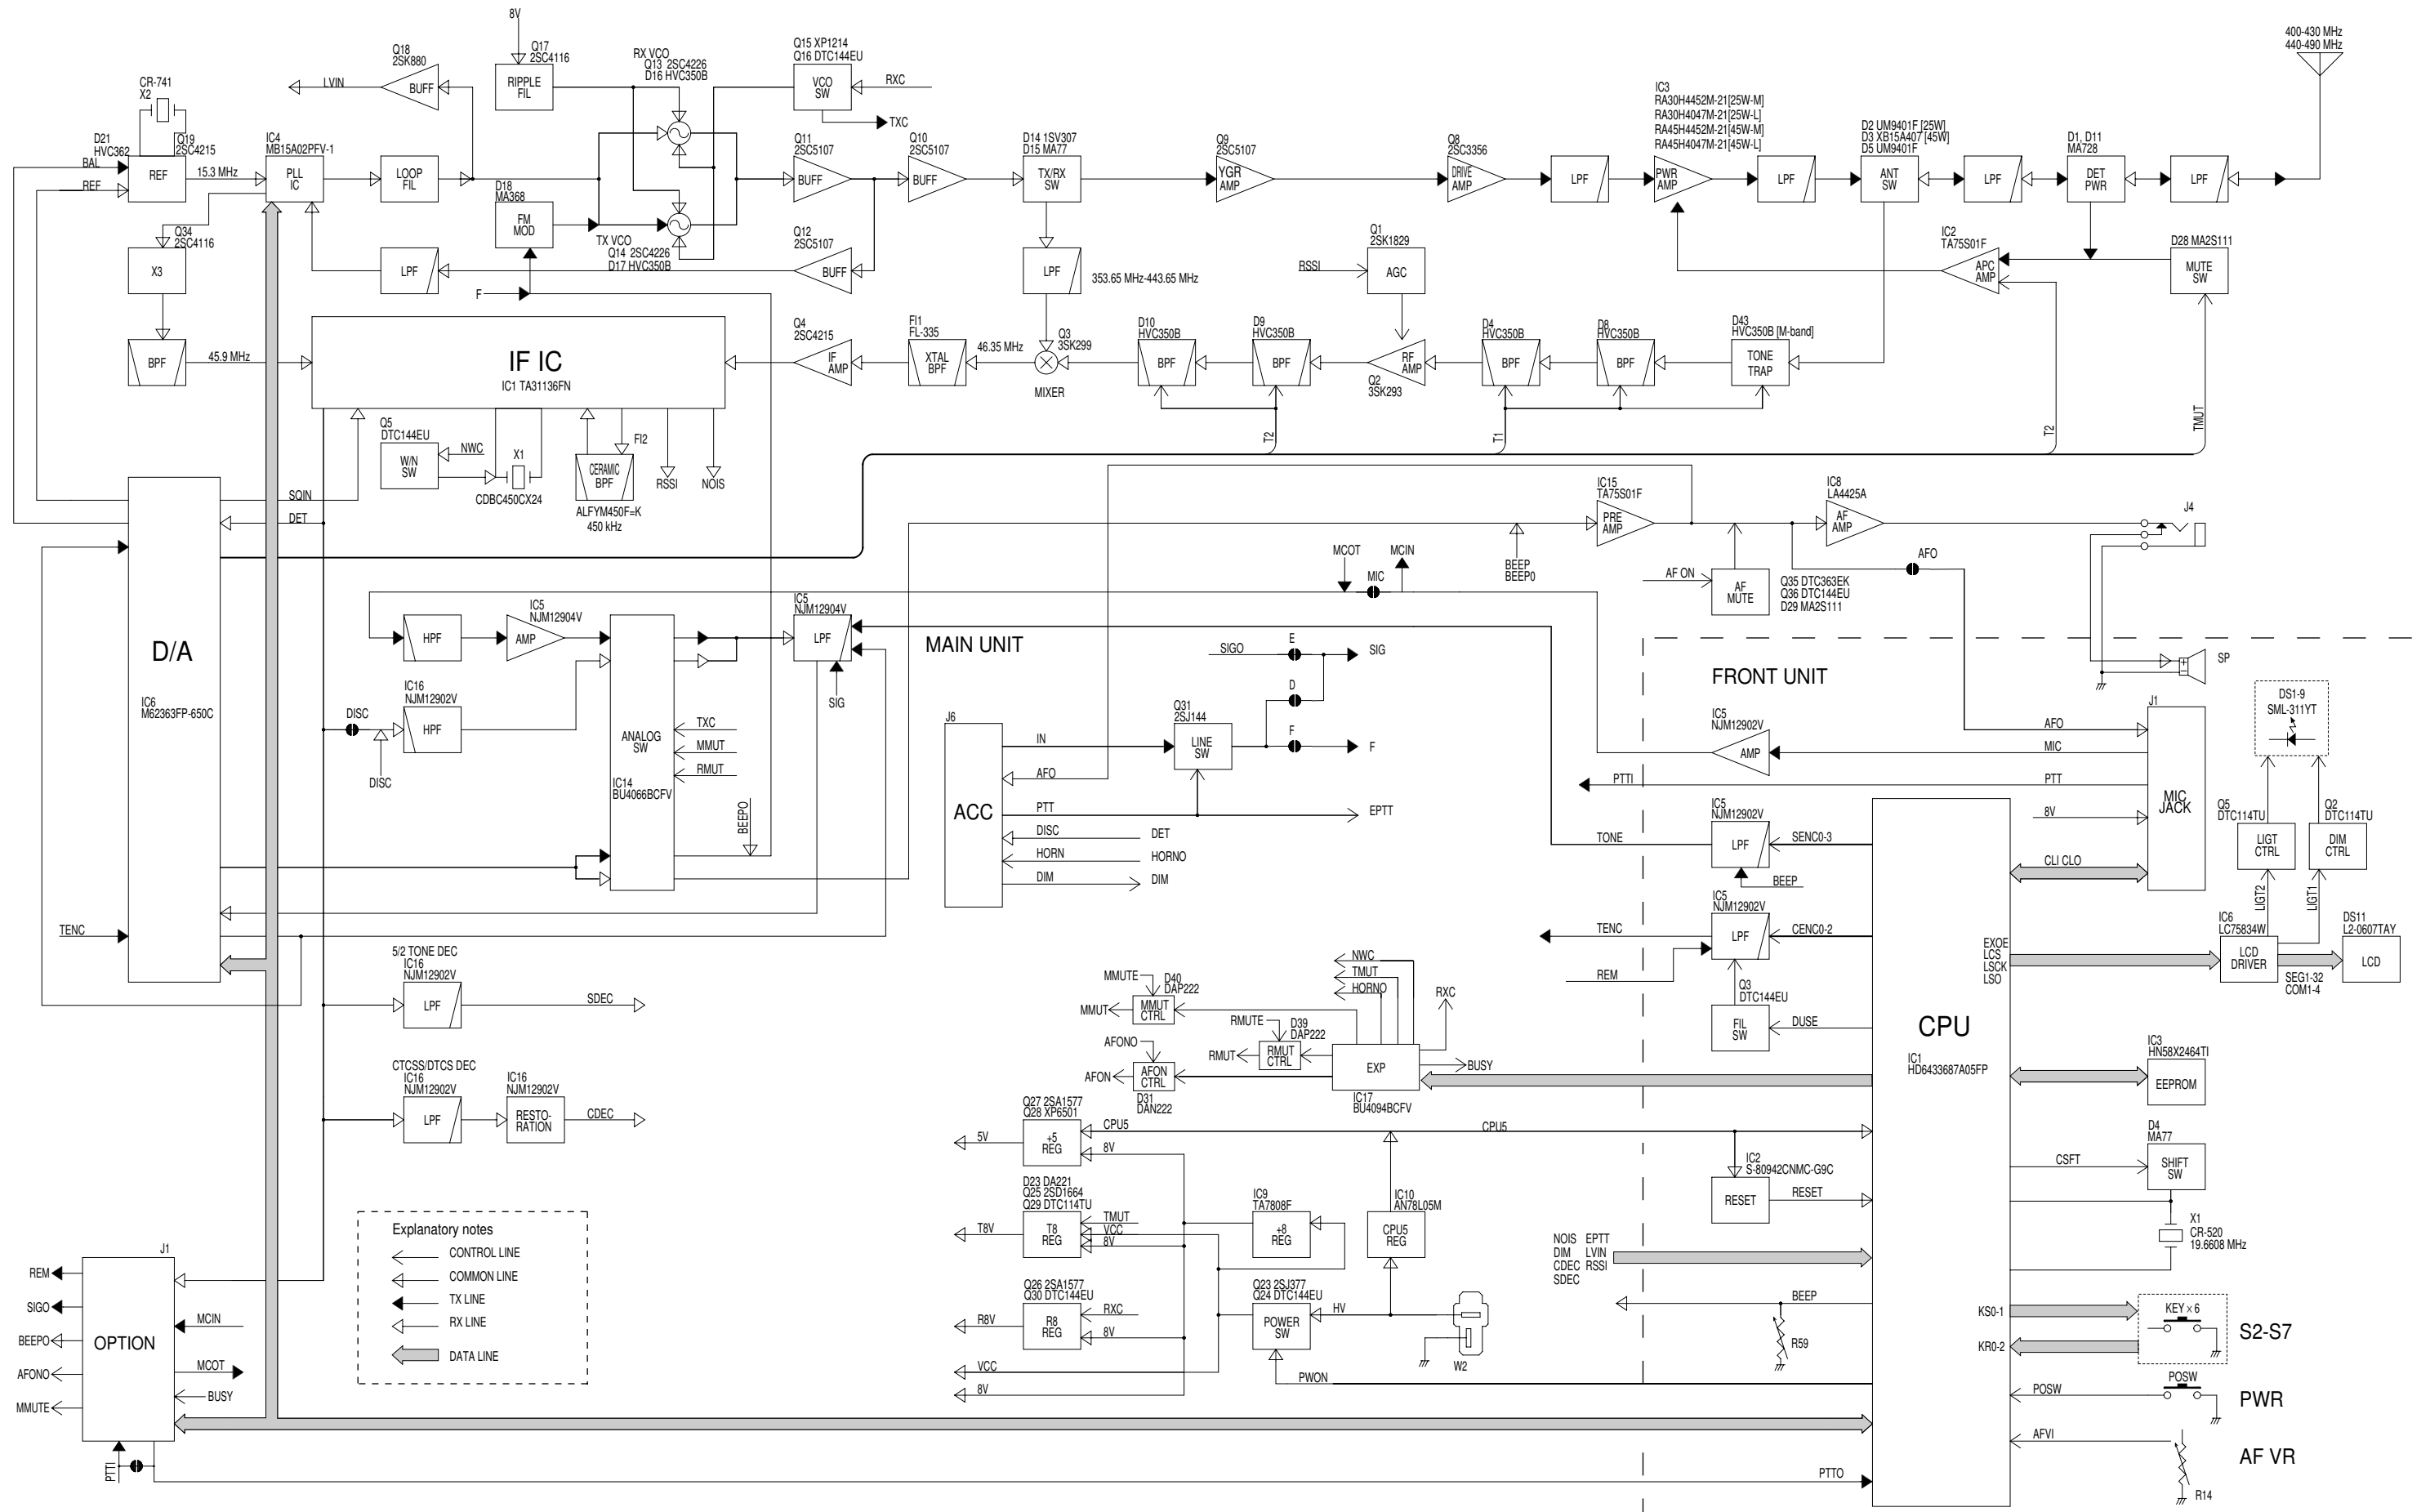 8V
Q18
2SK880
LVIN
BUFF
Q17
2SC4116
RIPPLE
FIL
RX VCO
Q13 2SC4226
D16 HVC350B
Q15 XP1214
Q16 DTC144EU
VCO
SW
RXC
TXC
400-430 MHz
440-490 MHz
CR-741
X2
D21
HVC362
BAL
REF
Q19
2SC4215
REF
15.3 MHz
IC4
MB15A02PFV-1
PLL
IC
LOOP
FIL
D18
MA368
FM
MOD
TX VCO
Q14 2SC4226
D17 HVC350B
Q11
2SC5107
BUFF
Q10
2SC5107
BUFF
Q12
2SC5107
BUFF
LPF
F
D14 1SV307
D15 MA77
TX/RX
SW
LPF
353.65 MHz-443.65 MHz
Q9
2SC5107
YGR
AMP
Q8
2SC3356
DRIVE
AMP
LPF
IC3
RA30H4452M-21[25W-M]
RA30H4047M-21[25W-L]
RA45H4452M-21[45W-M]
RA45H4047M-21[45W-L]
PWR
AMP
LPF
D2 UM9401F [25W]
D3 XB15A407 [45W]
D5 UM9401F
ANT
SW
LPF
D1, D11
MA728
DET
PWR
LPF
IC2
TA75S01F
APC
AMP
D28 MA2S111
MUTE
SW
Q34
2SC4116
X3
BPF
45.9 MHz
IF IC
IC1 TA31136FN
Q4
2SC4215
IF
AMP
FI1
FL-335
XTAL
BPF
46.35 MHz
Q3
3SK299
MIXER
D10
HVC350B
BPF
D9
HVC350B
BPF
Q1
2SK1829
RSSI
AGC
RF
AMP
Q2
3SK293
D4
HVC350B
BPF
D8
HVC350B
BPF
D43
HVC350B [M-band]
TONE
TRAP
T2
T1
T2
TMUT
Q5
DTC144EU
W/N
SW
NWC
X1
CDBC450CX24
FI2
CERAMIC
BPF
ALFYM450F=K
450 kHz
RSSI
NOIS
SQIN
DET
D/A
IC6
M62363FP-650C
TENC
IC15
TA75S01F
PRE
AMP
BEEP
BEEP0
IC8
LA4425A
AF
AMP
J4
AFO
AF ON
AF
MUTE
Q35 DTC363EK
Q36 DTC144EU
D29 MA2S111
MCOT
MIC
MCIN
HPF
IC5
NJM12904V
AMP
IC5
NJM12904V
LPF
SIG
IC16
NJM12902V
DISC
HPF
DISC
ANALOG
SW
IC14
BU4066BCFV
TXC
MMUT
RMUT
BEEPO
MAIN UNIT
SIGO
E
SIG
D
F
F
Q31
2SJ144
LINE
SW
J6
ACC
IN
AFO
PTT
EPTT
DISC
DET
HORN
HORNO
DIM
DIM
FRONT UNIT
SP
IC5
NJM12902V
AMP
J1
AFO
MIC
PTTI
PTT
MIC
JACK
8V
CLI CLO
DS1-9
SML-311YT
Q5
DTC114TU
LIGT
CTRL
Q2
DTC114TU
DIM
CTRL
LIGT2
LIGT1
IC5
NJM12902V
TONE
LPF
SENC0-3
BEEP
IC5
NJM12902V
TENC
LPF
CENC0-2
REM
Q3
DTC144EU
FIL
SW
DUSE
CPU
IC1
HD6433687A05FP
EXOE
LCS
LSCK
LSO
IC6
LC75834W
LCD
DRIVER
SEG1-32
COM1-4
DS11
L2-0607TAY
LCD
IC3
HN58X2464TI
EEPROM
D4
MA77
CSFT
SHIFT
SW
X1
CR-520
19.6608 MHz
5/2 TONE DEC
IC16
NJM12902V
LPF
SDEC
CTCSS/DTCS DEC
IC16
NJM12902V
LPF
IC16
NJM12902V
RESTO-
RATION
CDEC
NWC
TMUT
HORNO
RXC
MMUTE
D40
DAP222
MMUT
MMUT
CTRL
RMUTE
D39
DAP222
RMUT
RMUT
CTRL
AFONO
AFON
AFON
CTRL
D31
DAN222
EXP
IC17
BU4094BCFV
BUSY
Q27 2SA1577
Q28 XP6501
5V
+5
REG
CPU5
8V
CPU5
IC2
S-80942CNMC-G9C
RESET
RESET
D23 DA221
Q25 2SD1664
Q29 DTC114TU
T8V
T8
REG
TMUT
VCC
8V
IC9
TA7808F
+8
REG
IC10
AN78L05M
CPU5
REG
Q26 2SA1577
Q30 DTC144EU
R8V
R8
REG
RXC
8V
Q23 2SJ377
Q24 DTC144EU
POWER
SW
HV
W2
VCC
8V
PWON
NOIS EPTT
DIM LVIN
CDEC RSSI
SDEC
BEEP
R59
KS0-1
KR0-2
KEY × 6
S2-S7
POSW
POSW
PWR
AFVI
AF VR
R14
PTTO
Explanatory notes
CONTROL LINE
COMMON LINE
TX LINE
RX LINE
DATA LINE
J1
REM
SIGO
BEEPO
AFONO
MMUTE
OPTION
MCIN
MCOT
BUSY
PTTI